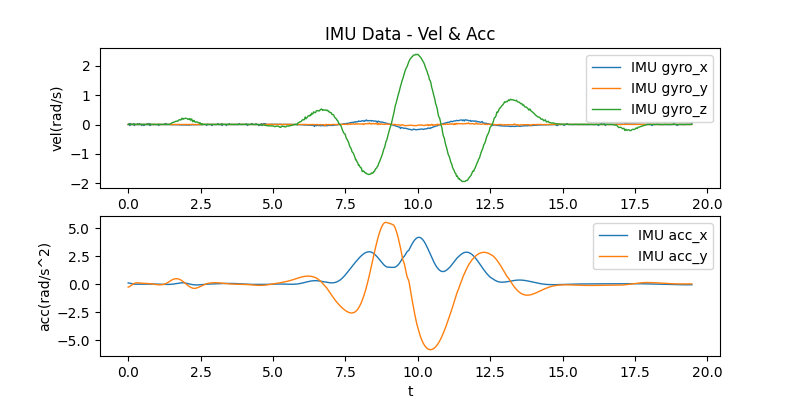 IMU Data - Vel & Acc
vel(rad/s)
2
1
0
−1
−2
IMU gyro_x
IMU gyro_y
IMU gyro_z
0.0 2.5 5.0 7.5 10.0 12.5 15.0 17.5 20.0
acc(rad/s^2)
5.0
2.5
0.0
−2.5
−5.0
IMU acc_x
IMU acc_y
0.0 2.5 5.0 7.5 10.0 12.5 15.0 17.5 20.0
t